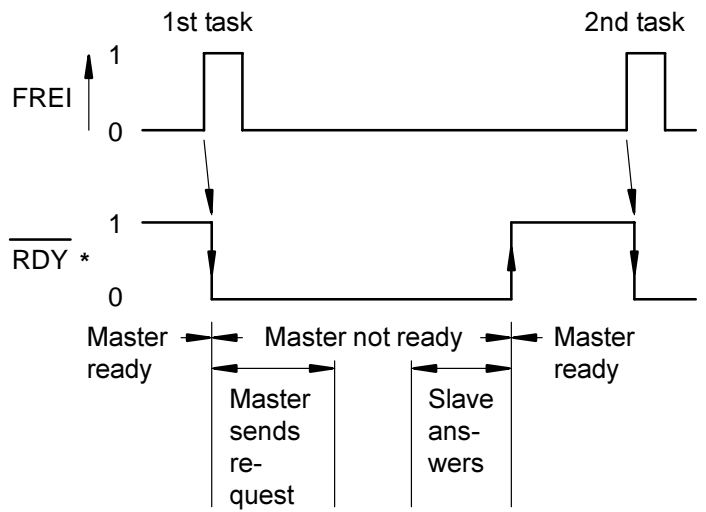 1st task
2nd task
1
FREI
0
1
RDY *
0
Master
ready
Master not ready
Master
ready
Master
sends
re-
quest
Slave
ans-
wers